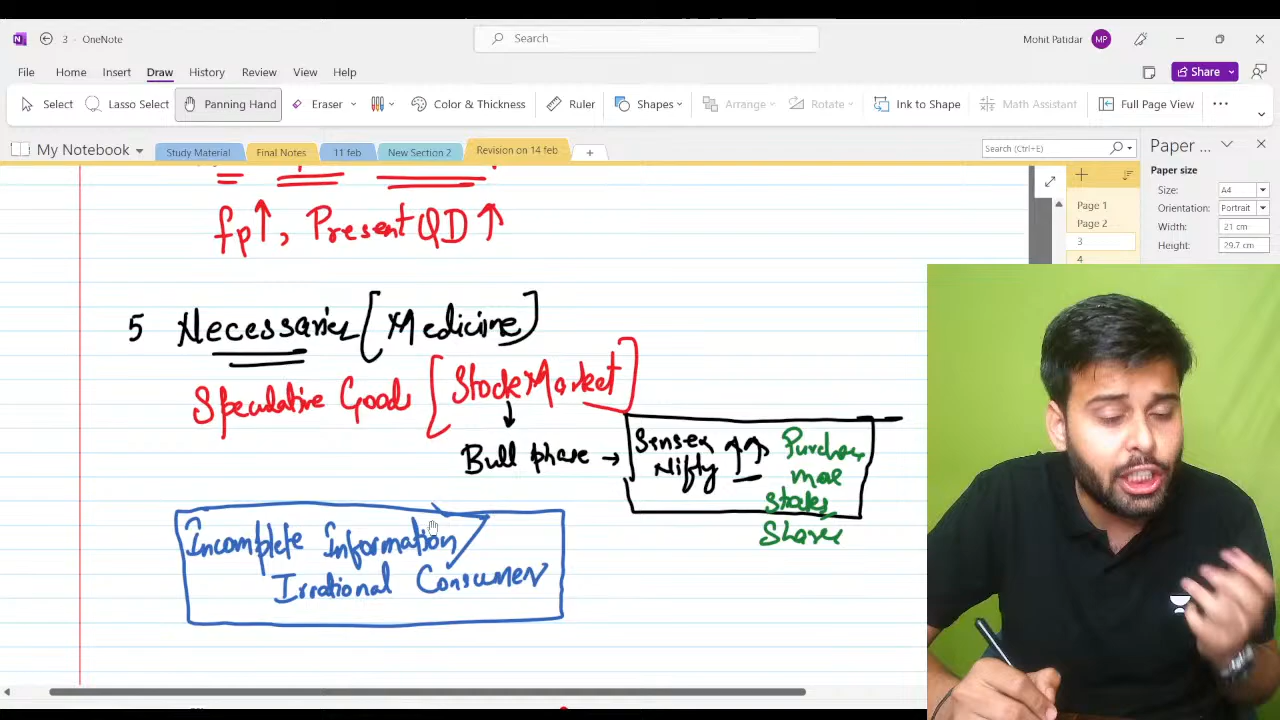 3 - OneNote
Search
Mohit Patidar MP
File Home Insert Draw History Review View Help
Share
Select Lasso Select Panning Hand Eraser Color & Thickness Ruler Shapes Arrange Rotate Ink to Shape Math Assistant Full Page View
My Notebook Study Material Final Notes 11 feb New Section 2 Revision on 14 feb
Search (Ctrl+E)
Paper ...
Paper size
Size: A4
Orientation: Portrait
Width: 21 cm
Height: 29.7 cm
Page 1
Page 2
3
4
fp↑, Present QD ↑
5 Necessaries [Medicine]
Speculative Goods [Stock Market]
↓
Bull phase → Sensex Nifty ↑↑
Purchase more Stocks
Shares
Incomplete Information
Irrational Consumer